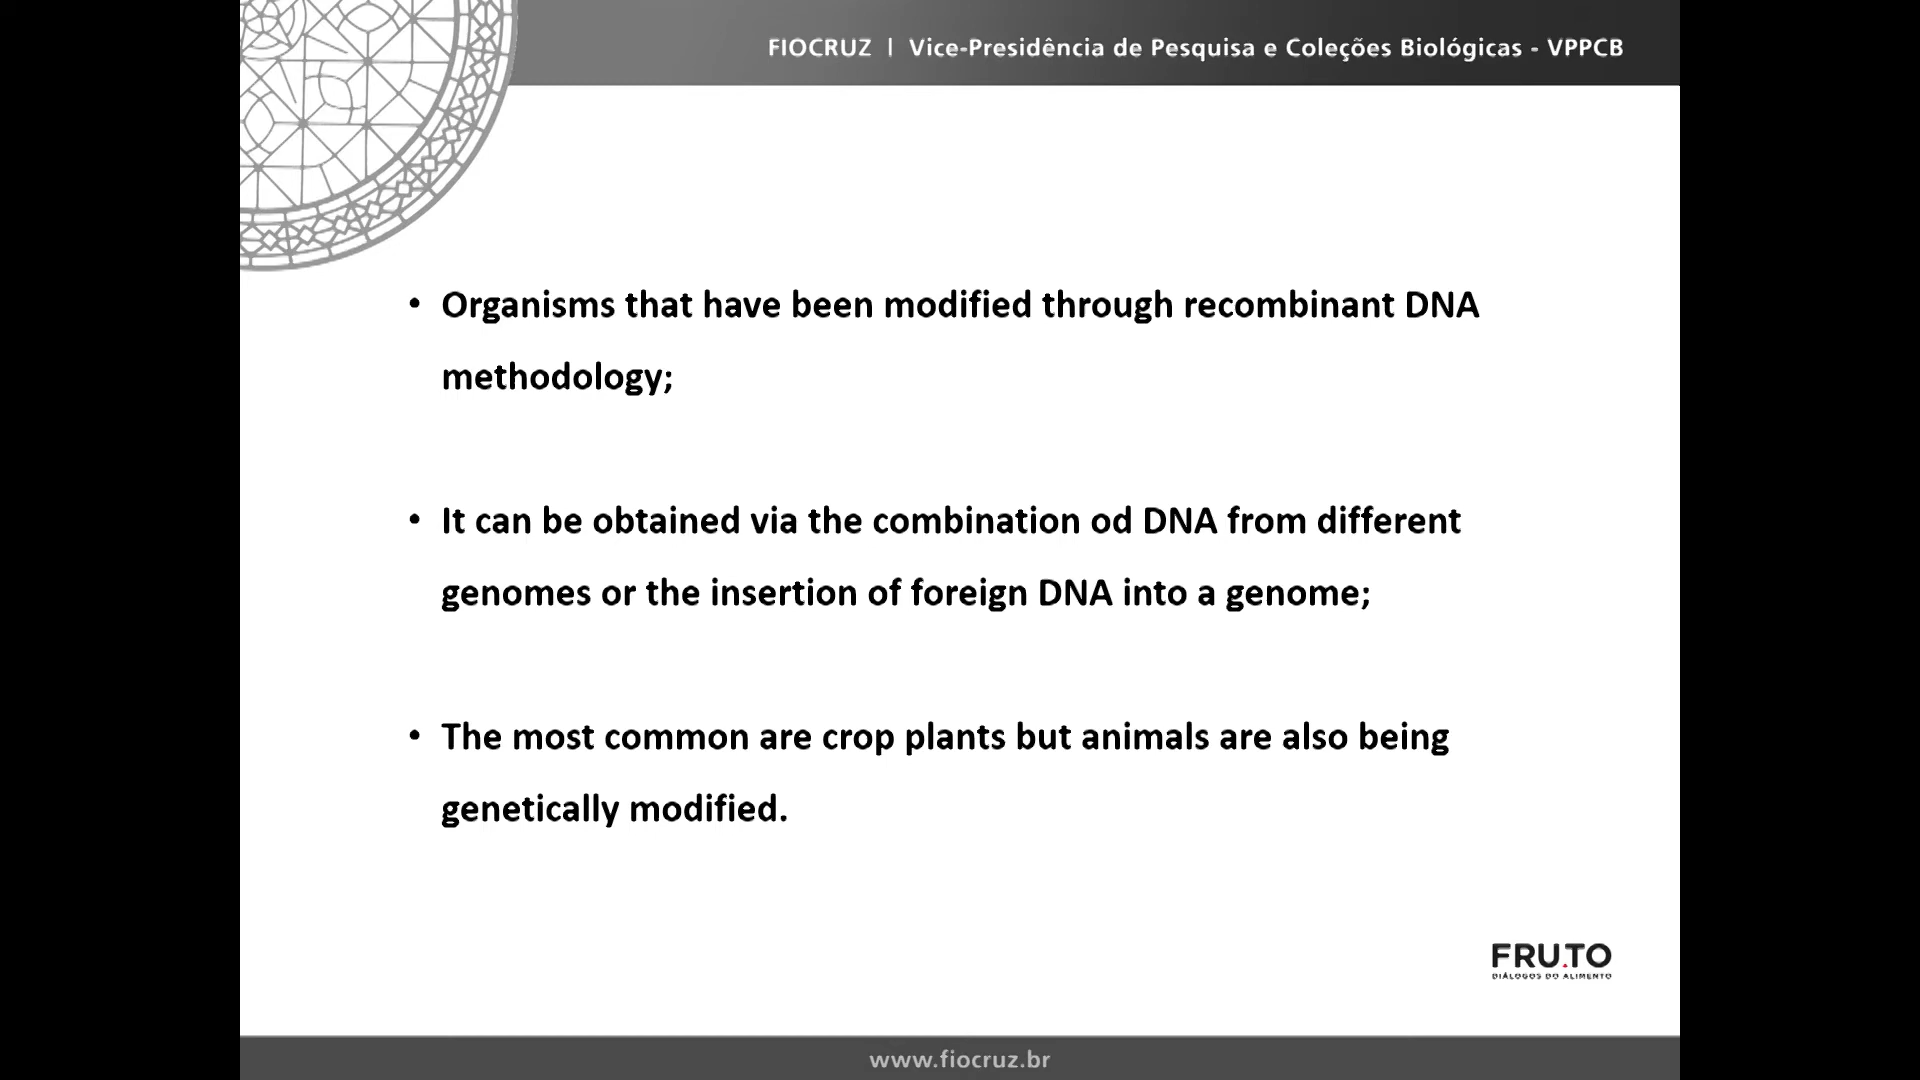 FIOCRUZ | Vice-Presidência de Pesquisa e Coleções Biológicas - VPPCB
• Organisms that have been modified through recombinant DNA
methodology;
• It can be obtained via the combination od DNA from different
genomes or the insertion of foreign DNA into a genome;
• The most common are crop plants but animals are also being
genetically modified.
FRU.TO
DIÁLOGOS DO ALIMENTO
www.fiocruz.br